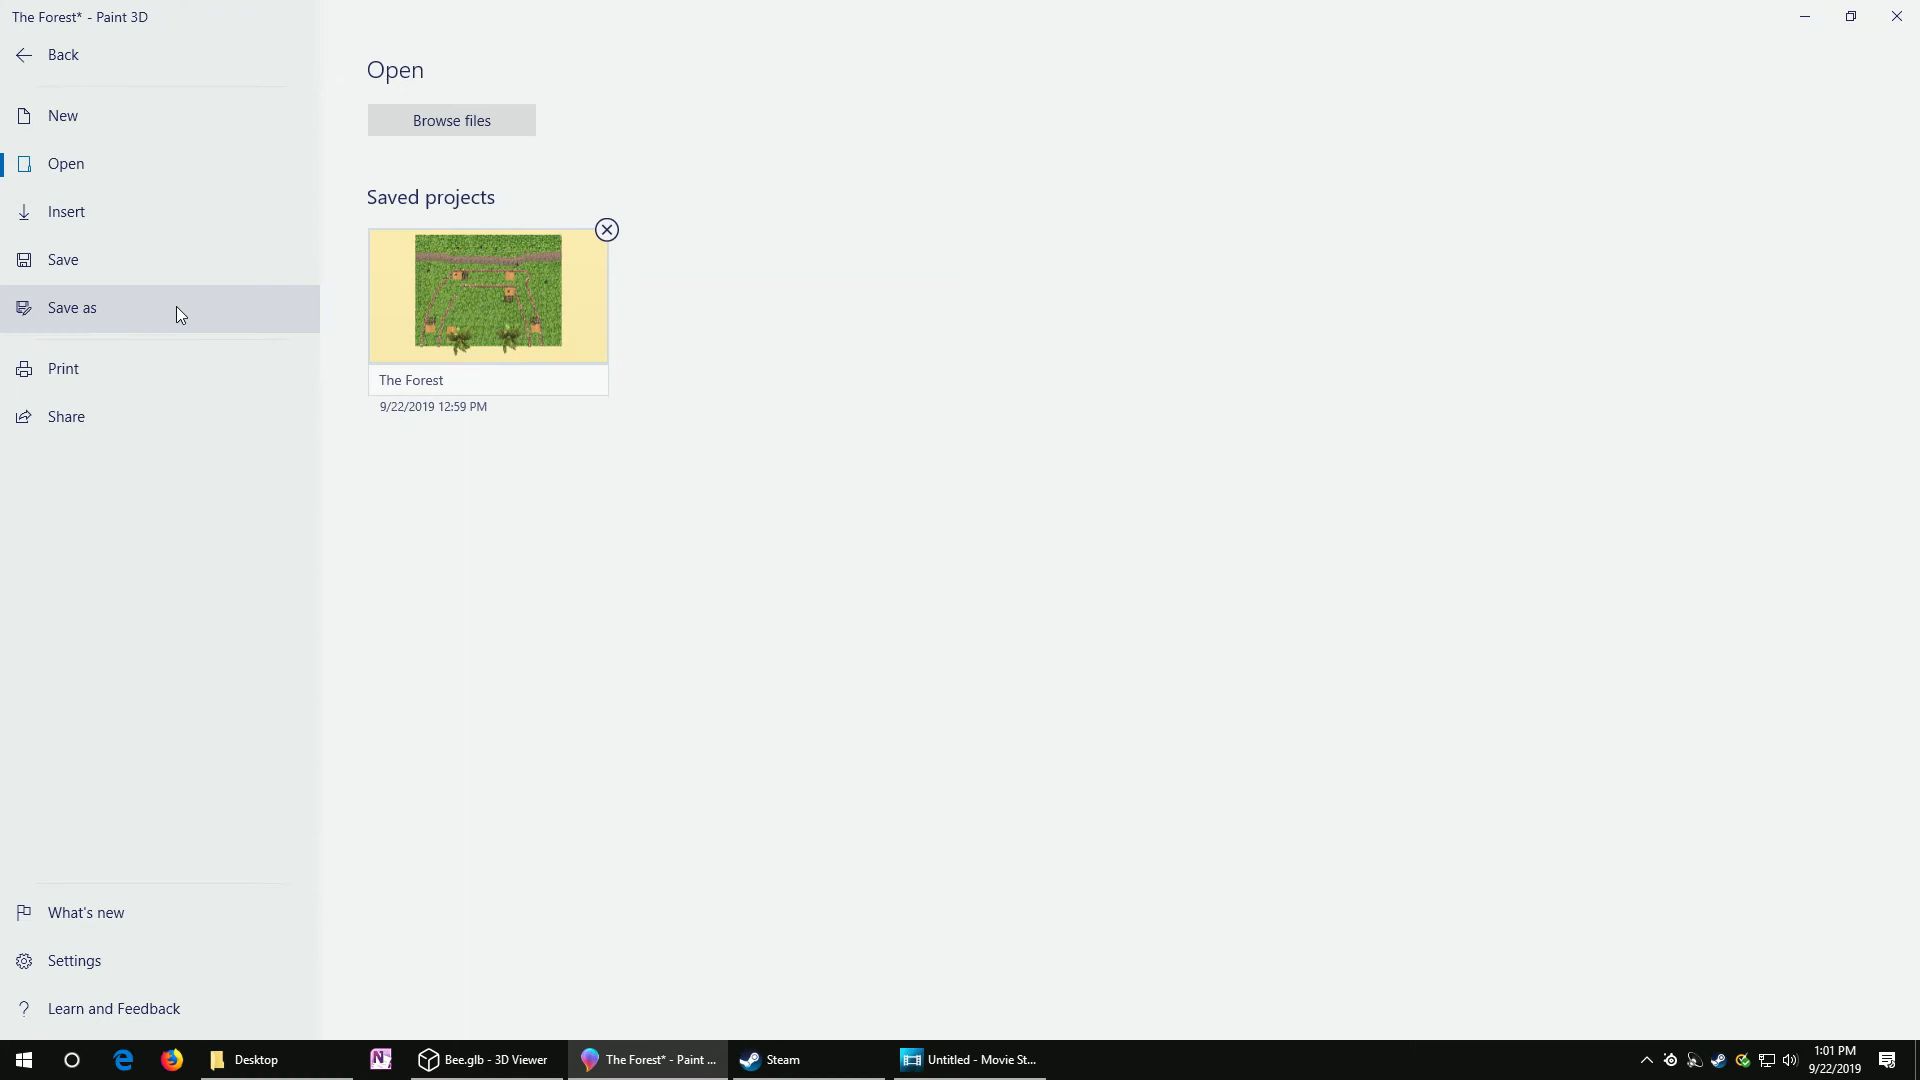 The Forest* - Paint 3D
Back
New
Open
Insert
Save
Save as
Print
Share
What's new
Settings
Learn and Feedback
Open
Browse files
Saved projects
The Forest
9/22/2019 12:59 PM
Desktop
Bee.glb - 3D Viewer
The Forest* - Paint ...
Steam
Untitled - Movie St...
1:01 PM
9/22/2019